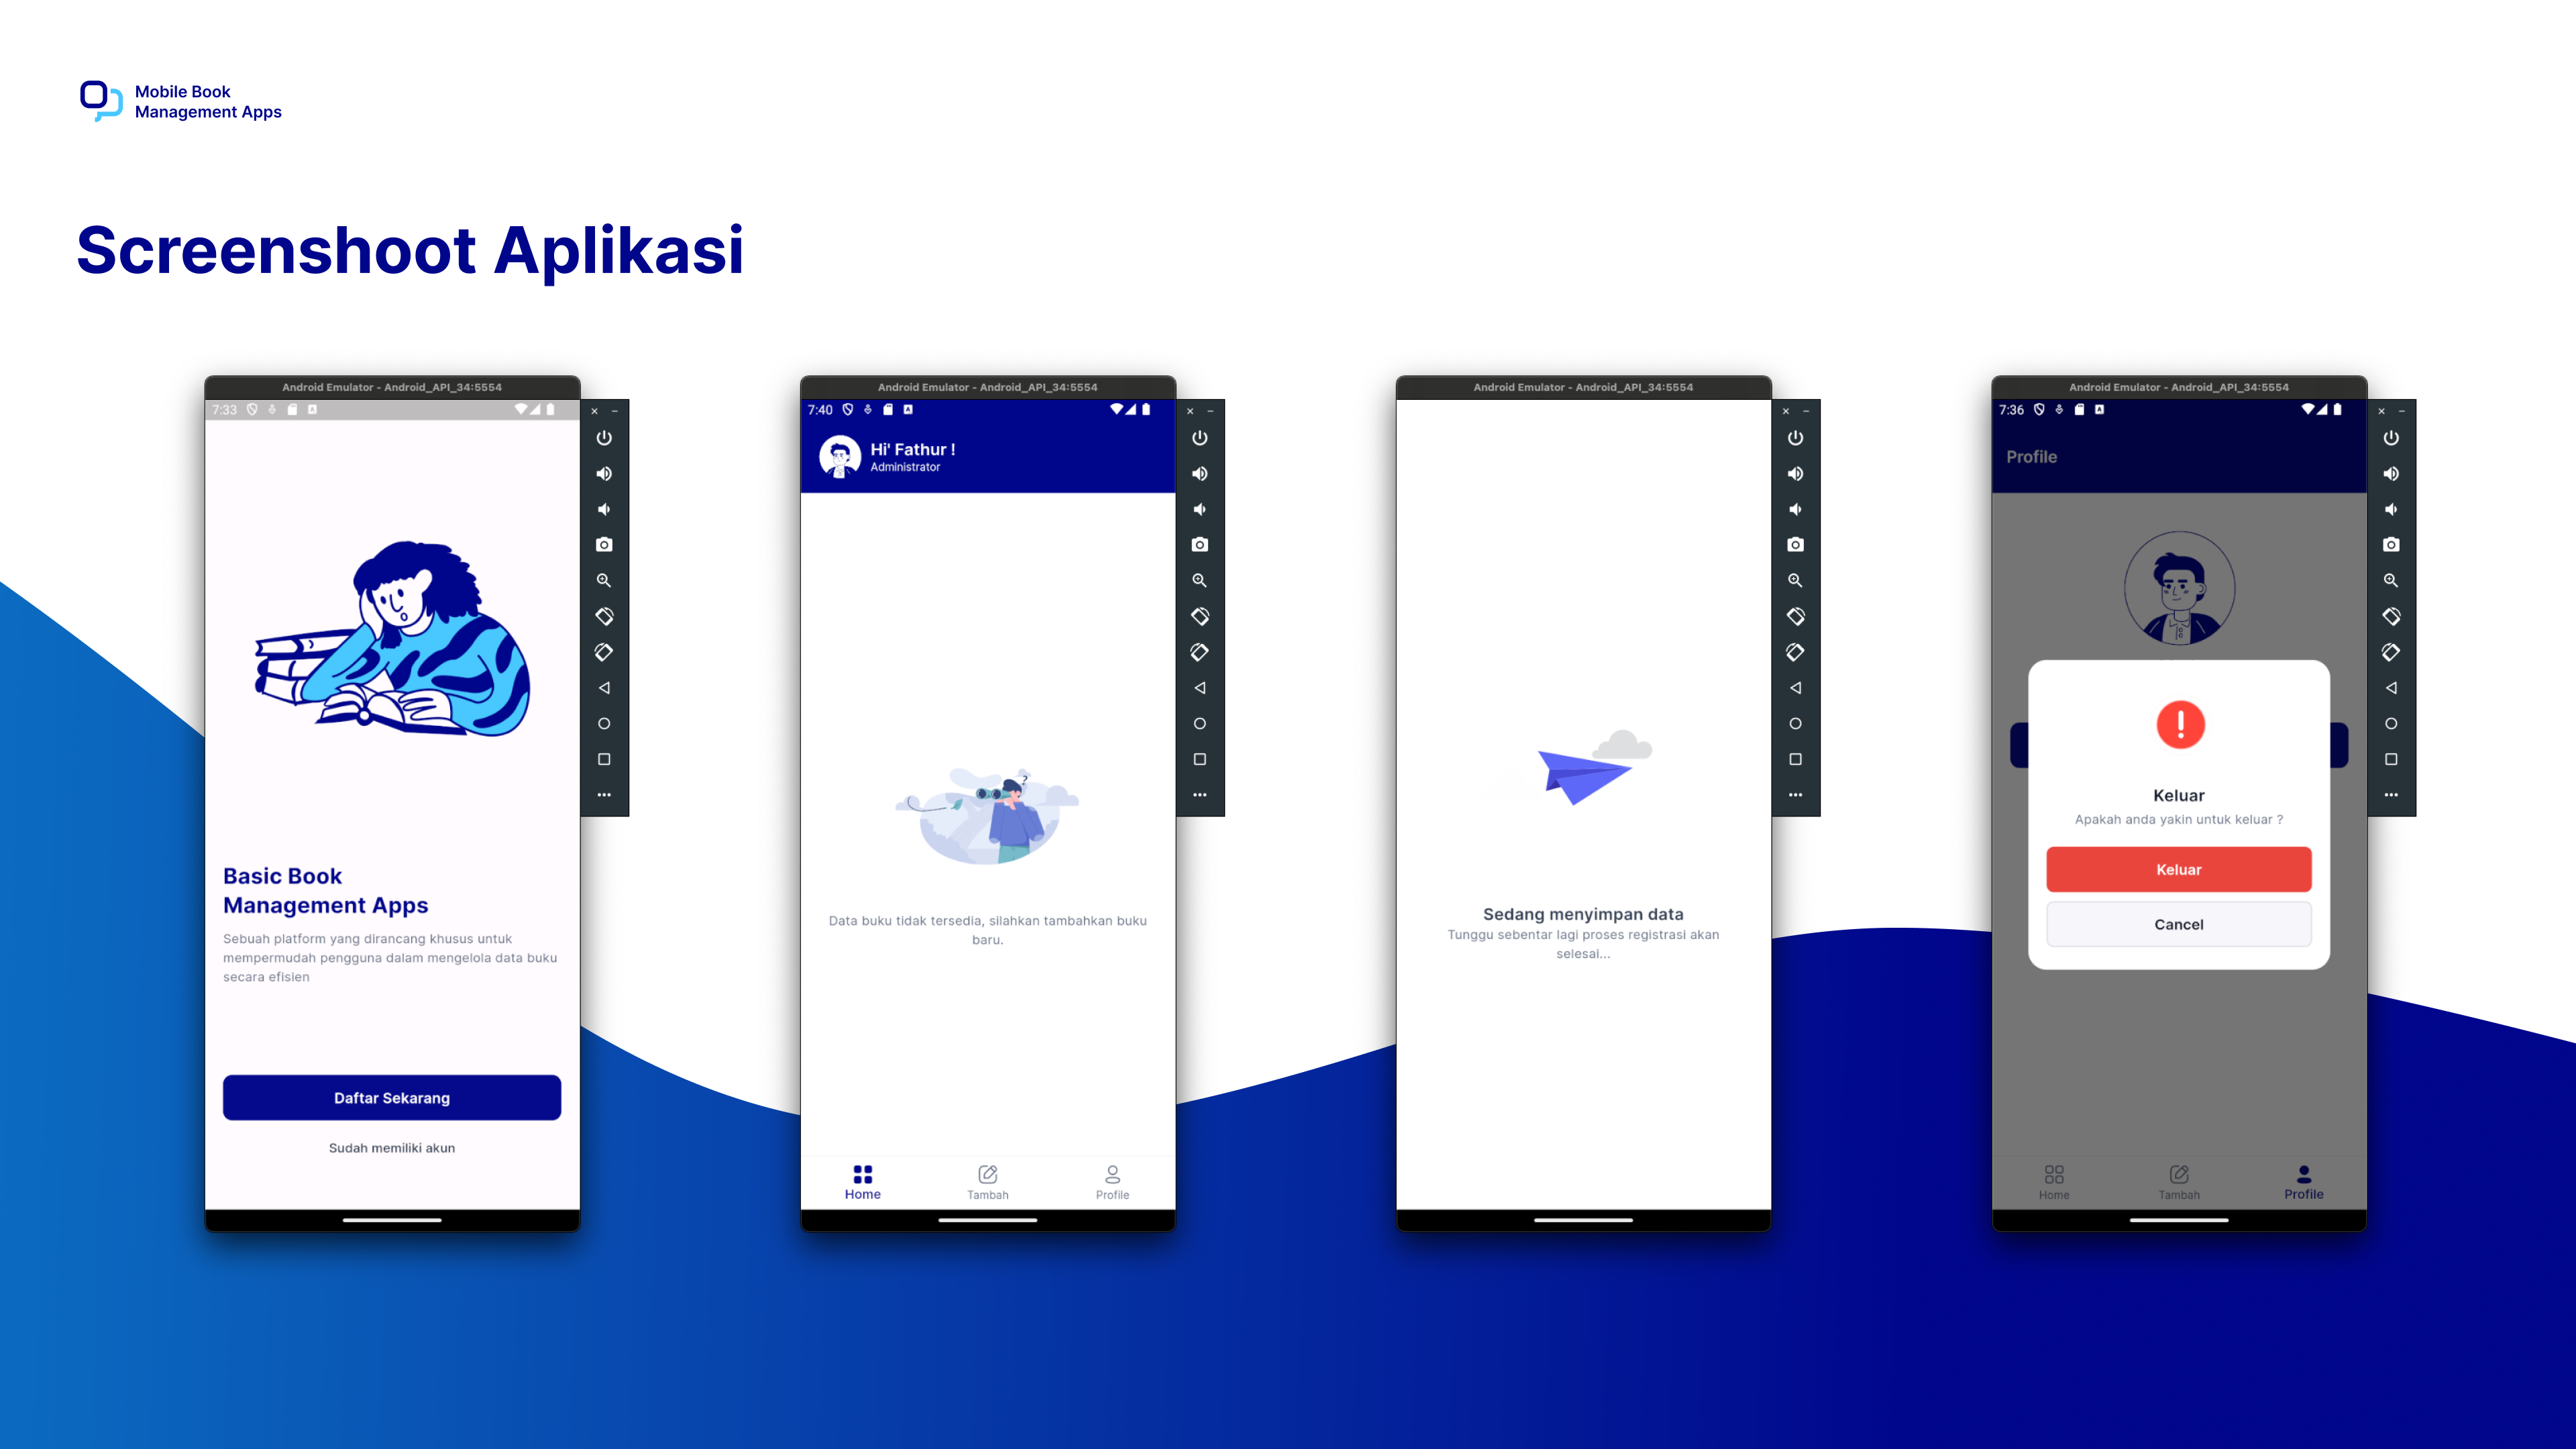 Mobile Book
Management Apps
Screenshoot Aplikasi
Android Emulator - Android_API_34:5554
7:33
Basic Book
Management Apps
Sebuah platform yang dirancang khusus untuk
mempermudah pengguna dalam mengelola data buku
secara efisien
Daftar Sekarang
Sudah memiliki akun
Android Emulator - Android_API_34:5554
7:40
Hi' Fathur !
Administrator
?
Data buku tidak tersedia, silahkan tambahkan buku
baru.
Home Tambah Profile
Android Emulator - Android_API_34:5554
Sedang menyimpan data
Tunggu sebentar lagi proses registrasi akan
selesai...
Android Emulator - Android_API_34:5554
7:36
Profile
Keluar
Apakah anda yakin untuk keluar ?
Keluar
Cancel
Home Tambah Profile